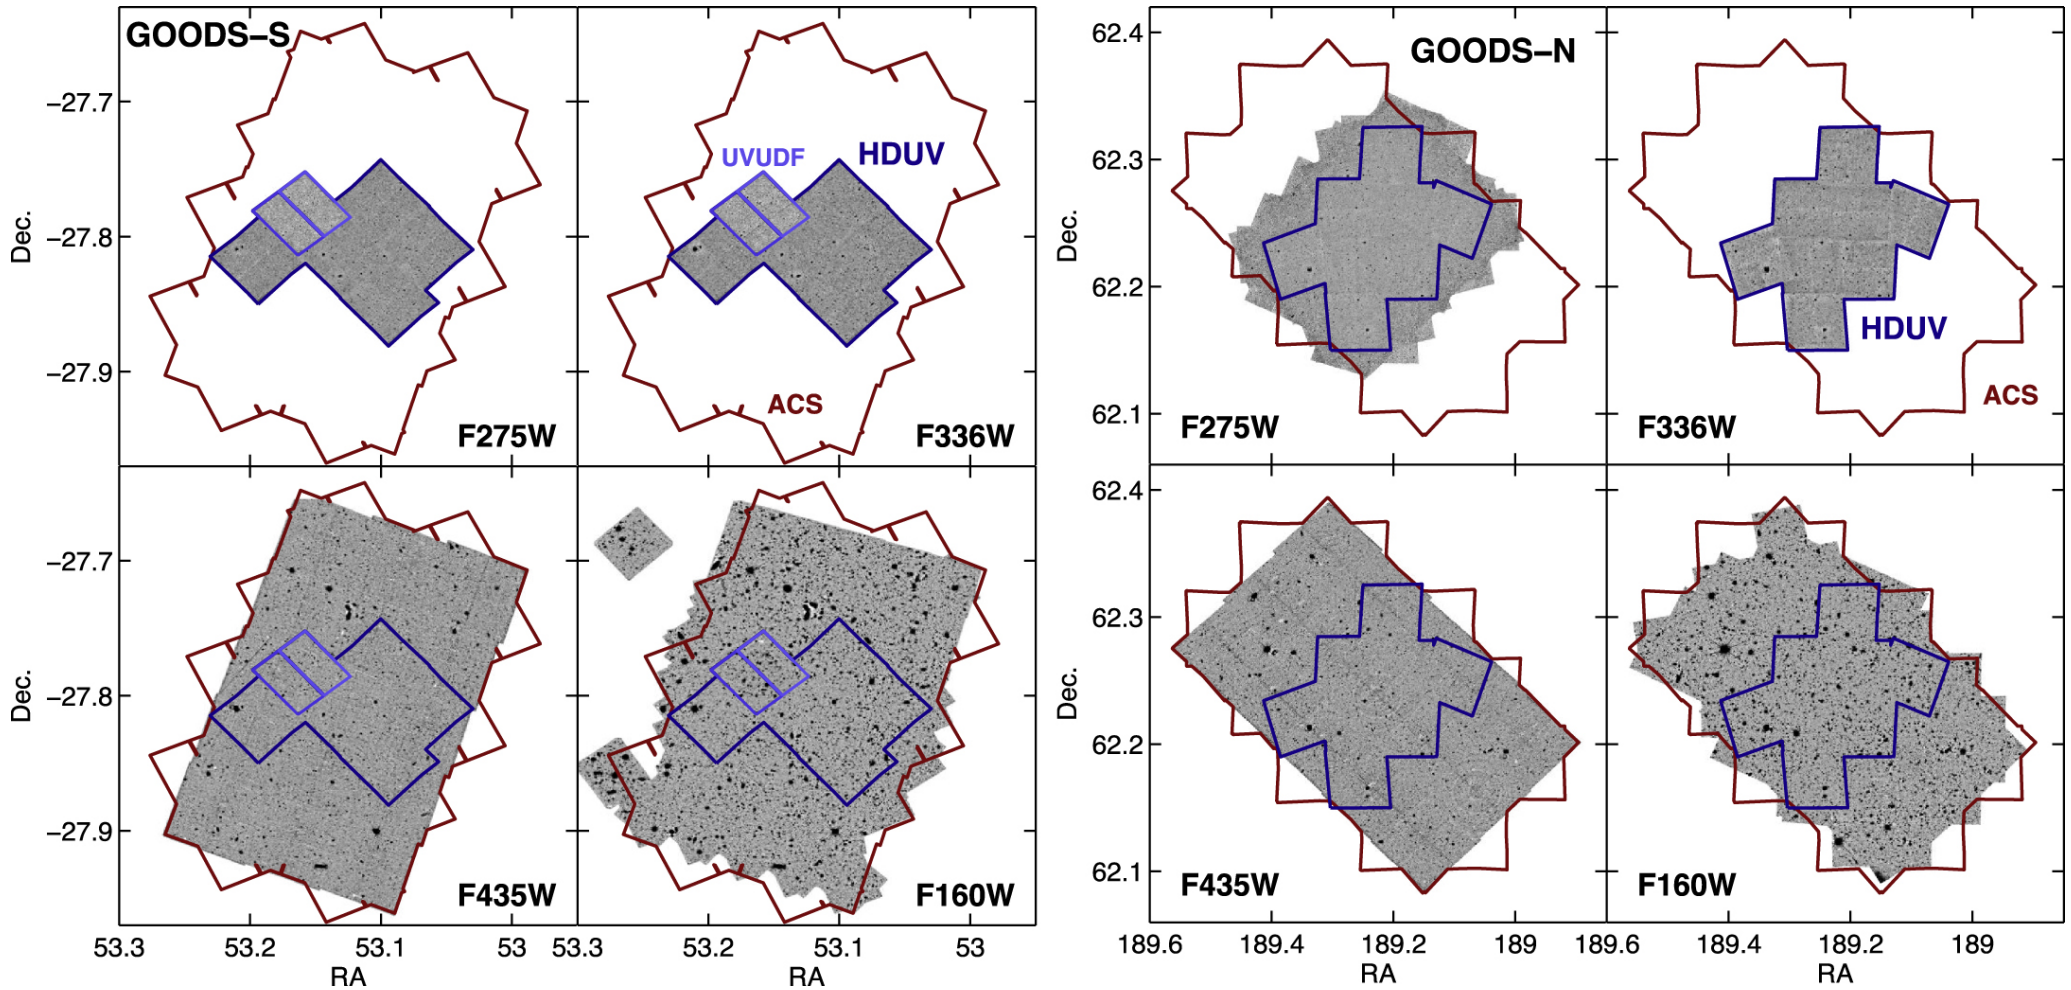 GOODS–S
−27.7
−27.8
−27.9
Dec.
F275W
UVUDF
HDUV
ACS
F336W
−27.7
−27.8
−27.9
Dec.
F435W
F160W
53.3
53.2
53.1
53
53.3
53.2
53.1
53
RA
RA
62.4
62.3
62.2
62.1
Dec.
GOODS–N
F275W
HDUV
ACS
F336W
62.4
62.3
62.2
62.1
Dec.
F435W
F160W
189.6
189.4
189.2
189
189.6
189.4
189.2
189
RA
RA